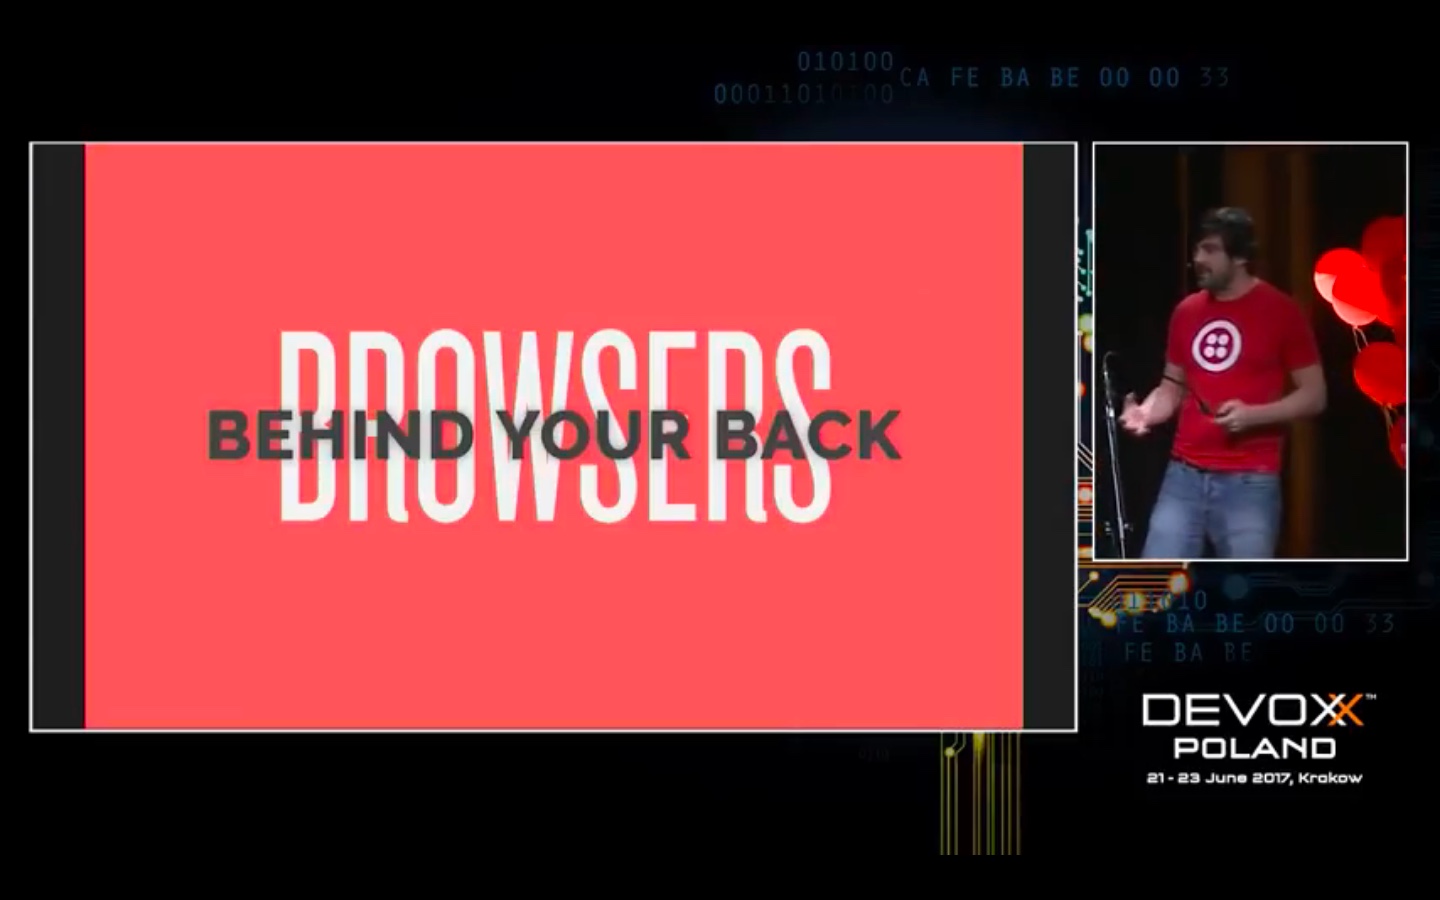 010100
CA FE BA BE 00 00 33
00011010100
BROWSERS
BEHIND YOUR BACK
FE BA BE 00 00 33
FE BA BE
DEVOXX™
POLAND
21 - 23 June 2017, Krakow